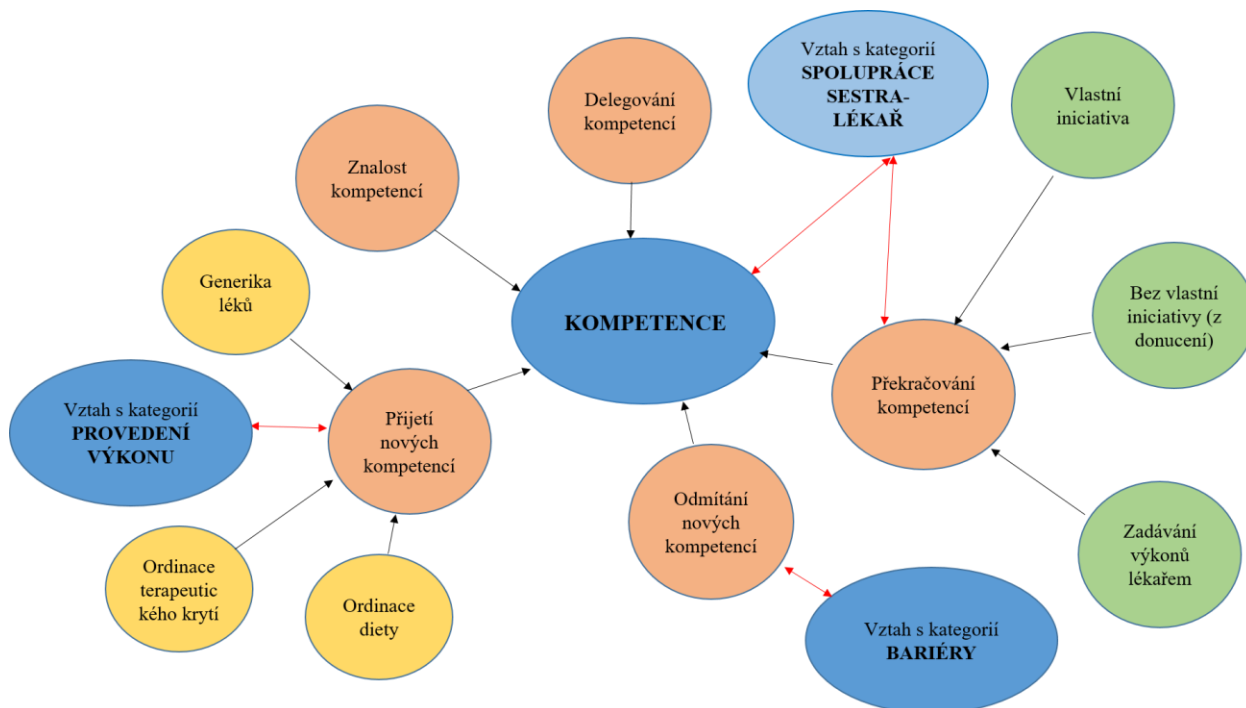 Vztah s kategorií
SPOLUPRÁCE
SESTRA-
LÉKAŘ
Delegování
kompetencí
Vlastní
iniciativa
Znalost
kompetencí
Generika
léků
KOMPETENCE
Bez vlastní
iniciativy (z
donucení)
Překračování
kompetencí
Vztah s kategorií
PROVEDENÍ
VÝKONU
Přijetí
nových
kompetencí
Odmítání
nových
kompetencí
Zadávání
výkonů
lékařem
Ordinace
terapeutic
kého krytí
Ordinace
diety
Vztah s kategorií
BARIÉRY